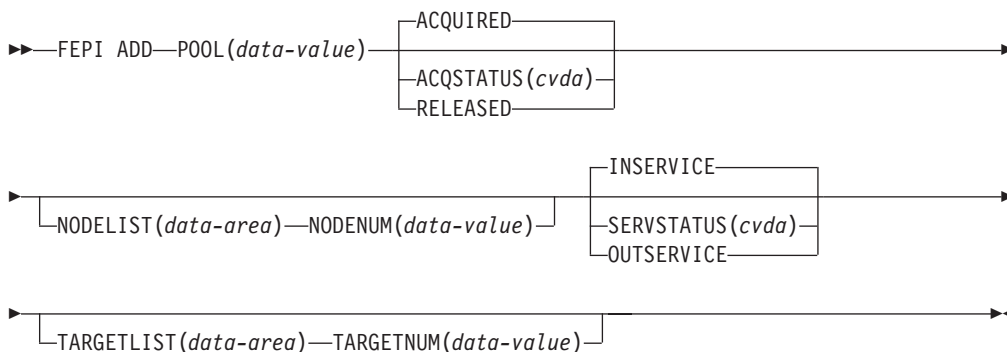 ACQUIRED
FEPI ADD POOL(data-value)
ACQSTATUS(cvda)
RELEASED
INSERVICE
NODELIST(data-area) NODENUM(data-value)
SERVSTATUS(cvda)
OUTSERVICE
TARGETLIST(data-area) TARGETNUM(data-value)